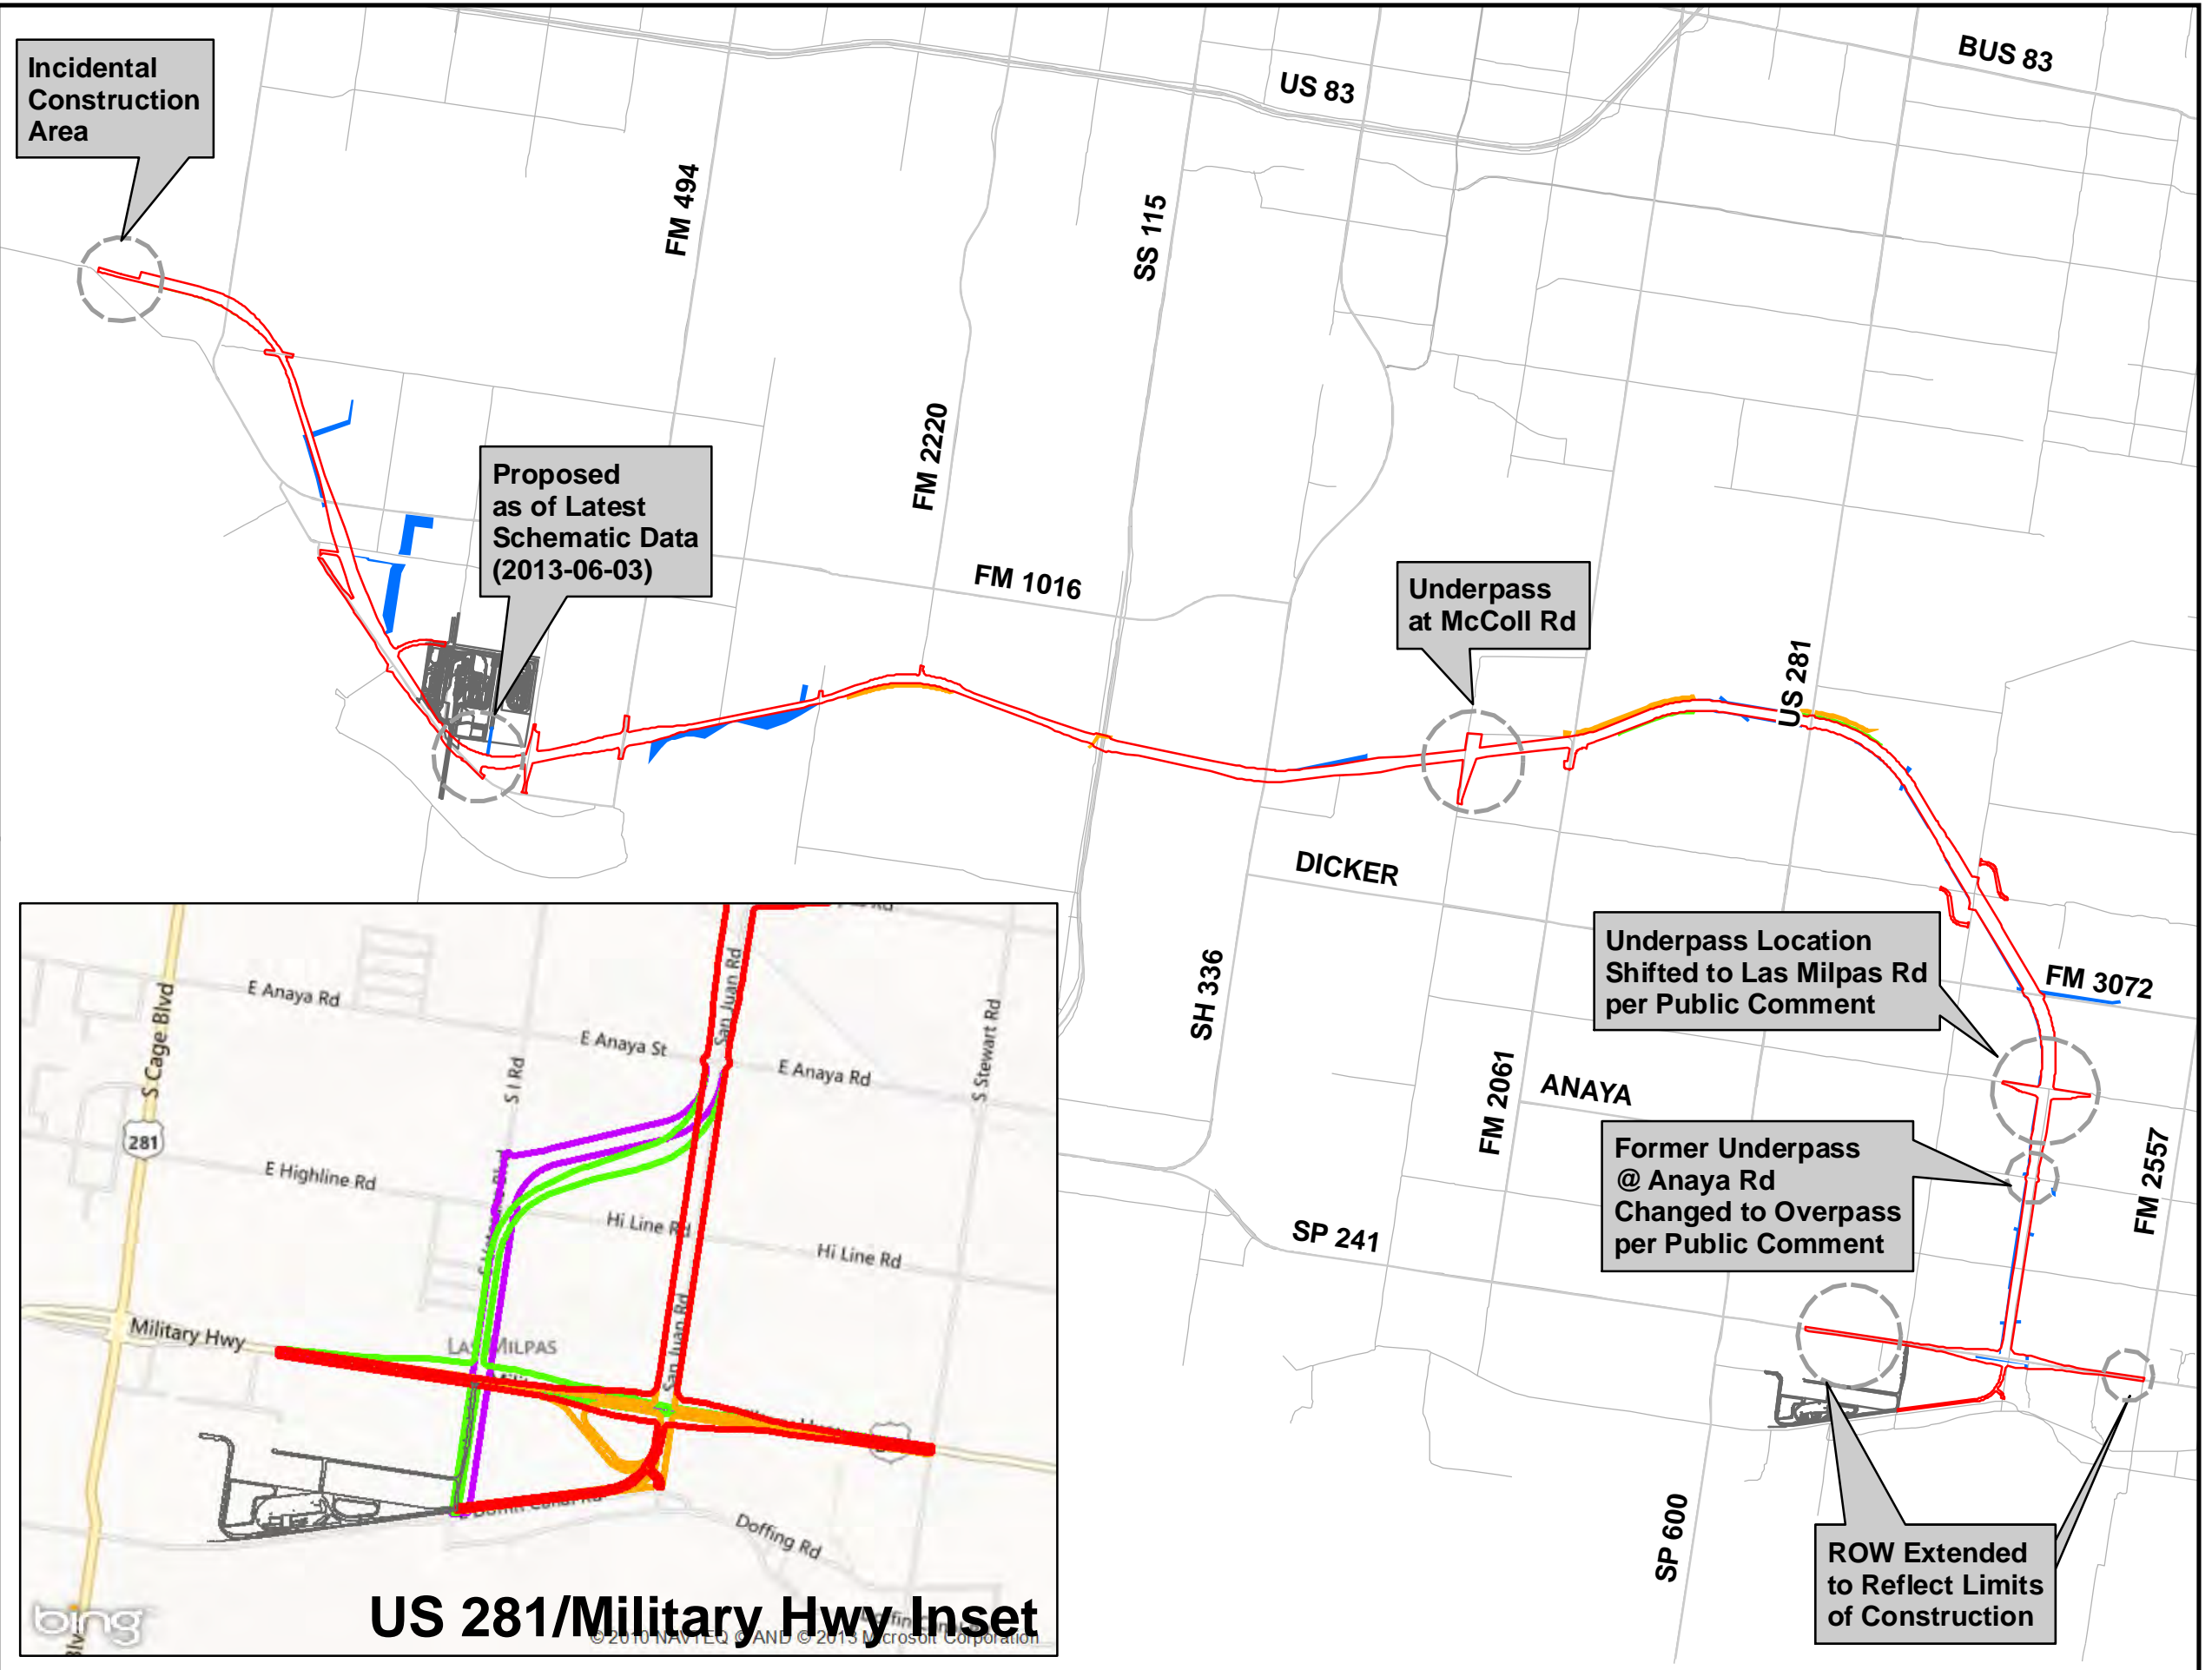 Incidental
Construction
Area
US 83
BUS 83
FM 494
SS 115
Proposed
as of Latest
Schematic Data
(2013-06-03)
FM 2220
FM 1016
Underpass
at McColl Rd
US 281
DICKER
Underpass Location
Shifted to Las Milpas Rd
per Public Comment
FM 3072
SH 336
FM 2061
ANAYA
Former Underpass
@ Anaya Rd
Changed to Overpass
per Public Comment
FM 2557
SP 241
SP 600
ROW Extended
to Reflect Limits
of Construction
E Anaya Rd
S Cage Blvd
281
E Anaya St
San Juan Rd
E Anaya Rd
S Stewart Rd
S I Rd
E Highline Rd
Hi Line Rd
Hi Line Rd
Military Hwy
LAS MILPAS
San Juan Rd
Doffing Rd
bing
US 281/Military Hwy Inset
© 2010 NAVTEQ © AND © 2013 Microsoft Corporation